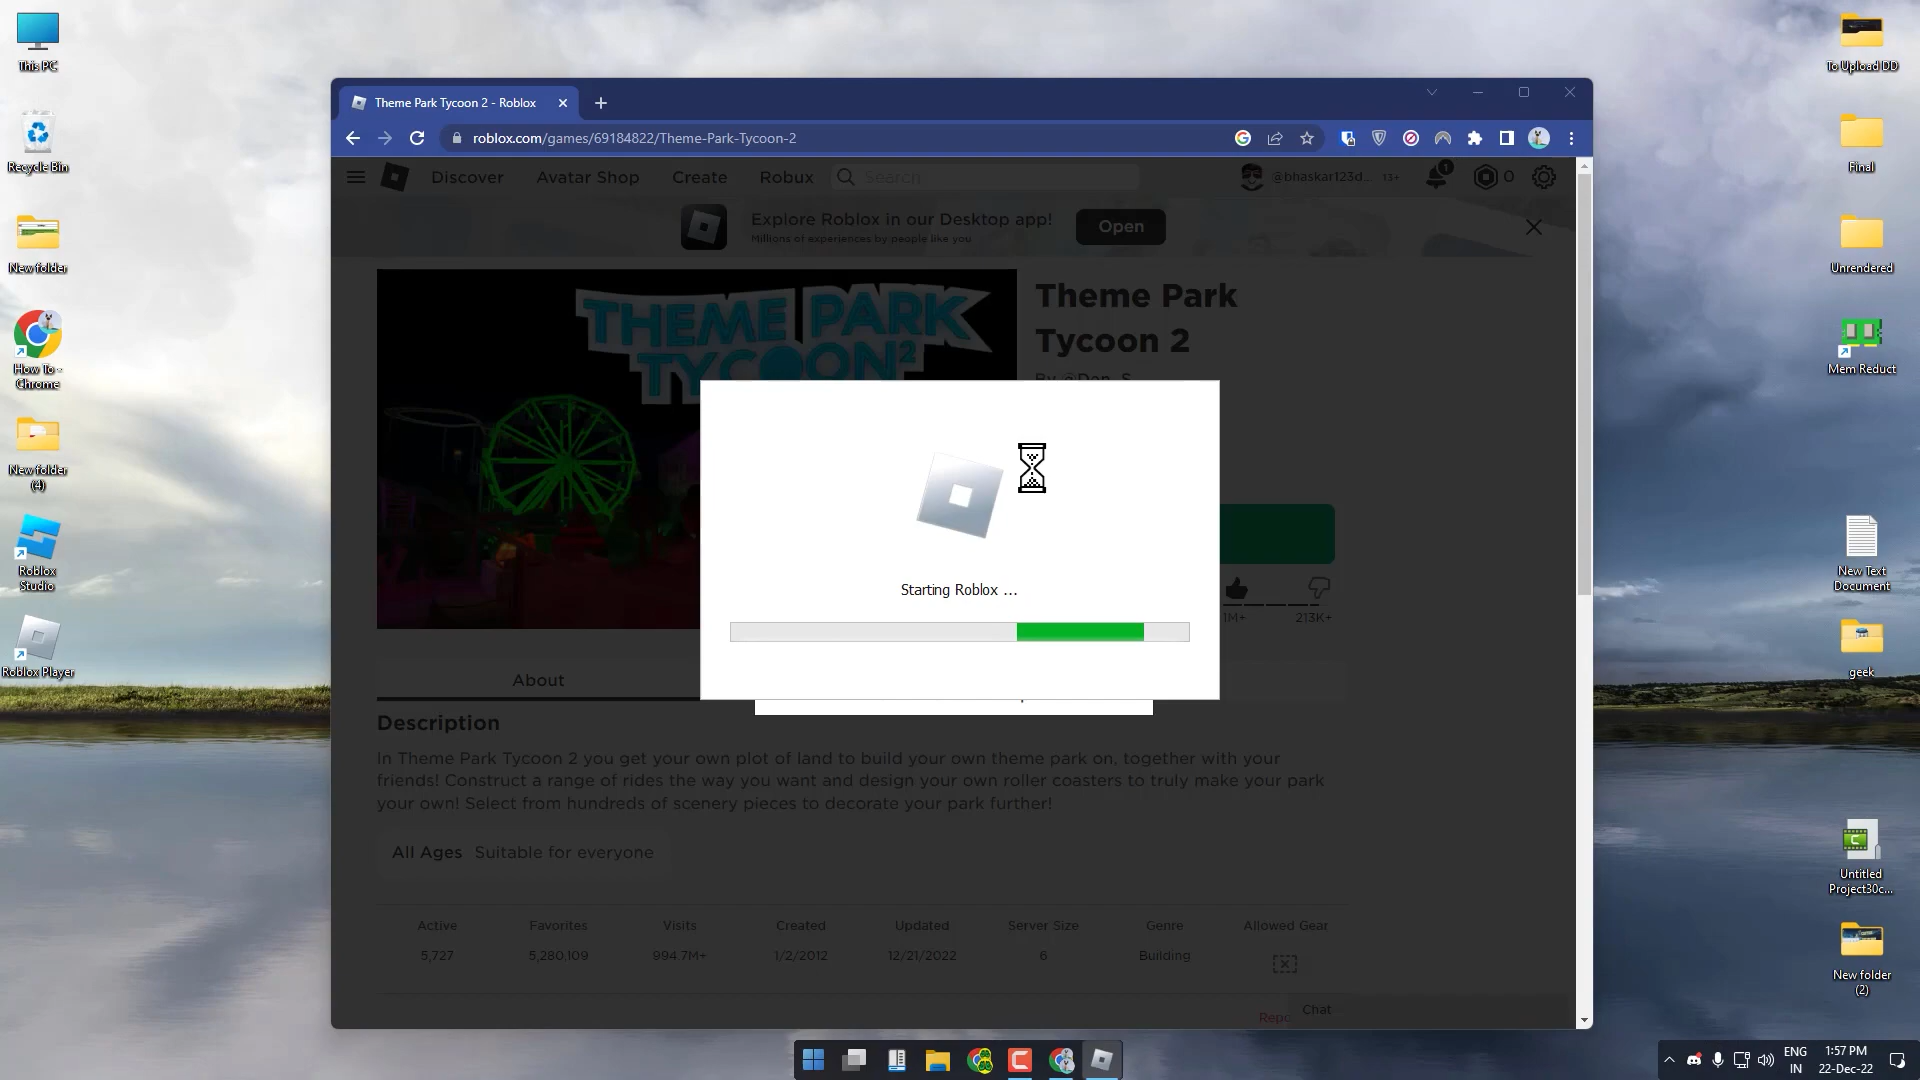 This PC
Recycle Bin
New folder
How To -
Chrome
New folder
(4)
Roblox
Studio
Roblox Player
Theme Park Tycoon 2 - Roblox
roblox.com/games/69184822/Theme-Park-Tycoon-2
Discover
Avatar Shop
Create
Robux
Search
@bhaskar123d...
13+
1
0
Explore Roblox in our Desktop app!
Millions of experiences by people like you
Open
THEME PARK
TYCOON 2
Theme Park
Tycoon 2
By @Den_S
Starting Roblox ...
1M+
213K+
About
Description
In Theme Park Tycoon 2 you get your own plot of land to build your own theme park on, together with your
friends! Construct a range of rides the way you want and design your own roller coasters to truly make your park
your own! Select from hundreds of scenery pieces to decorate your park further!
All Ages Suitable for everyone
Active Favorites Visits Created Updated Server Size Genre Allowed Gear
5,727 5,280,109 994.7M+ 1/2/2012 12/21/2022 6 Building
Chat
To Upload DD
Final
Unrendered
Mem Reduct
New Text
Document
geek
Untitled
Project30c...
New folder
(2)
ENG
IN
1:57 PM
22-Dec-22